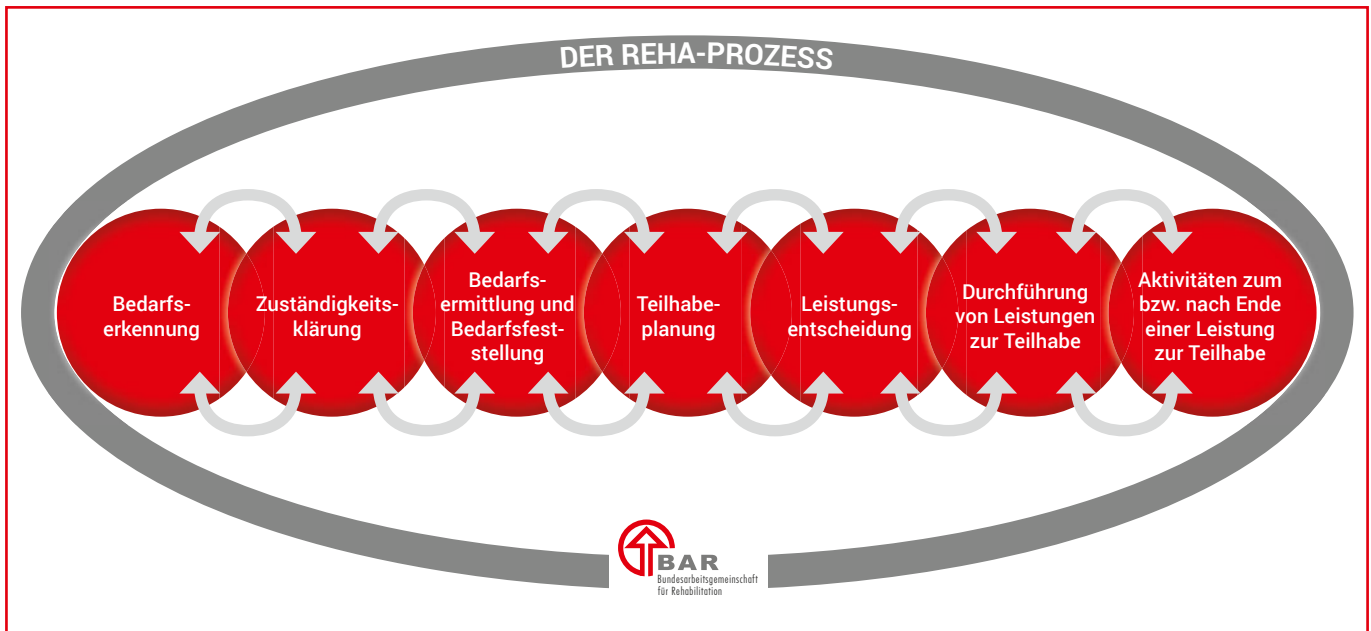 DER REHA-PROZESS
Bedarfs-
erkennung
Zuständigkeits-
klärung
Bedarfs-
ermittlung und
Bedarfsfest-
stellung
Teilhabe-
planung
Leistungs-
entscheidung
Durchführung
von Leistungen
zur Teilhabe
Aktivitäten zum
bzw. nach Ende
einer Leistung
zur Teilhabe
BAR
Bundesarbeitsgemeinschaft
für Rehabilitation